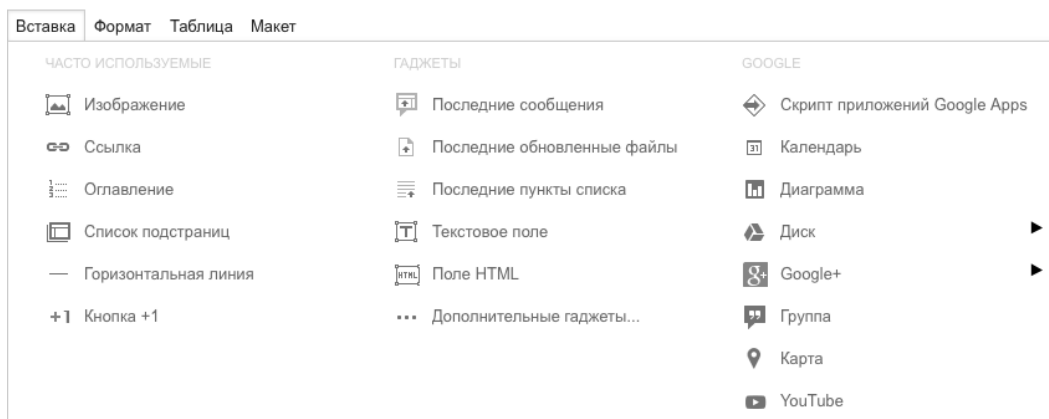 Вставка Формат Таблица Макет
ЧАСТО ИСПОЛЬЗУЕМЫЕ
Изображение
Ссылка
Оглавление
Список подстраниц
Горизонтальная линия
+1 Кнопка +1
ГАДЖЕТЫ
Последние сообщения
Последние обновленные файлы
Последние пункты списка
T Текстовое поле
HTML Поле HTML
Дополнительные гаджеты...
GOOGLE
Скрипт приложений Google Apps
31 Календарь
Диаграмма
Диск
g+ Google+
Группа
Карта
YouTube